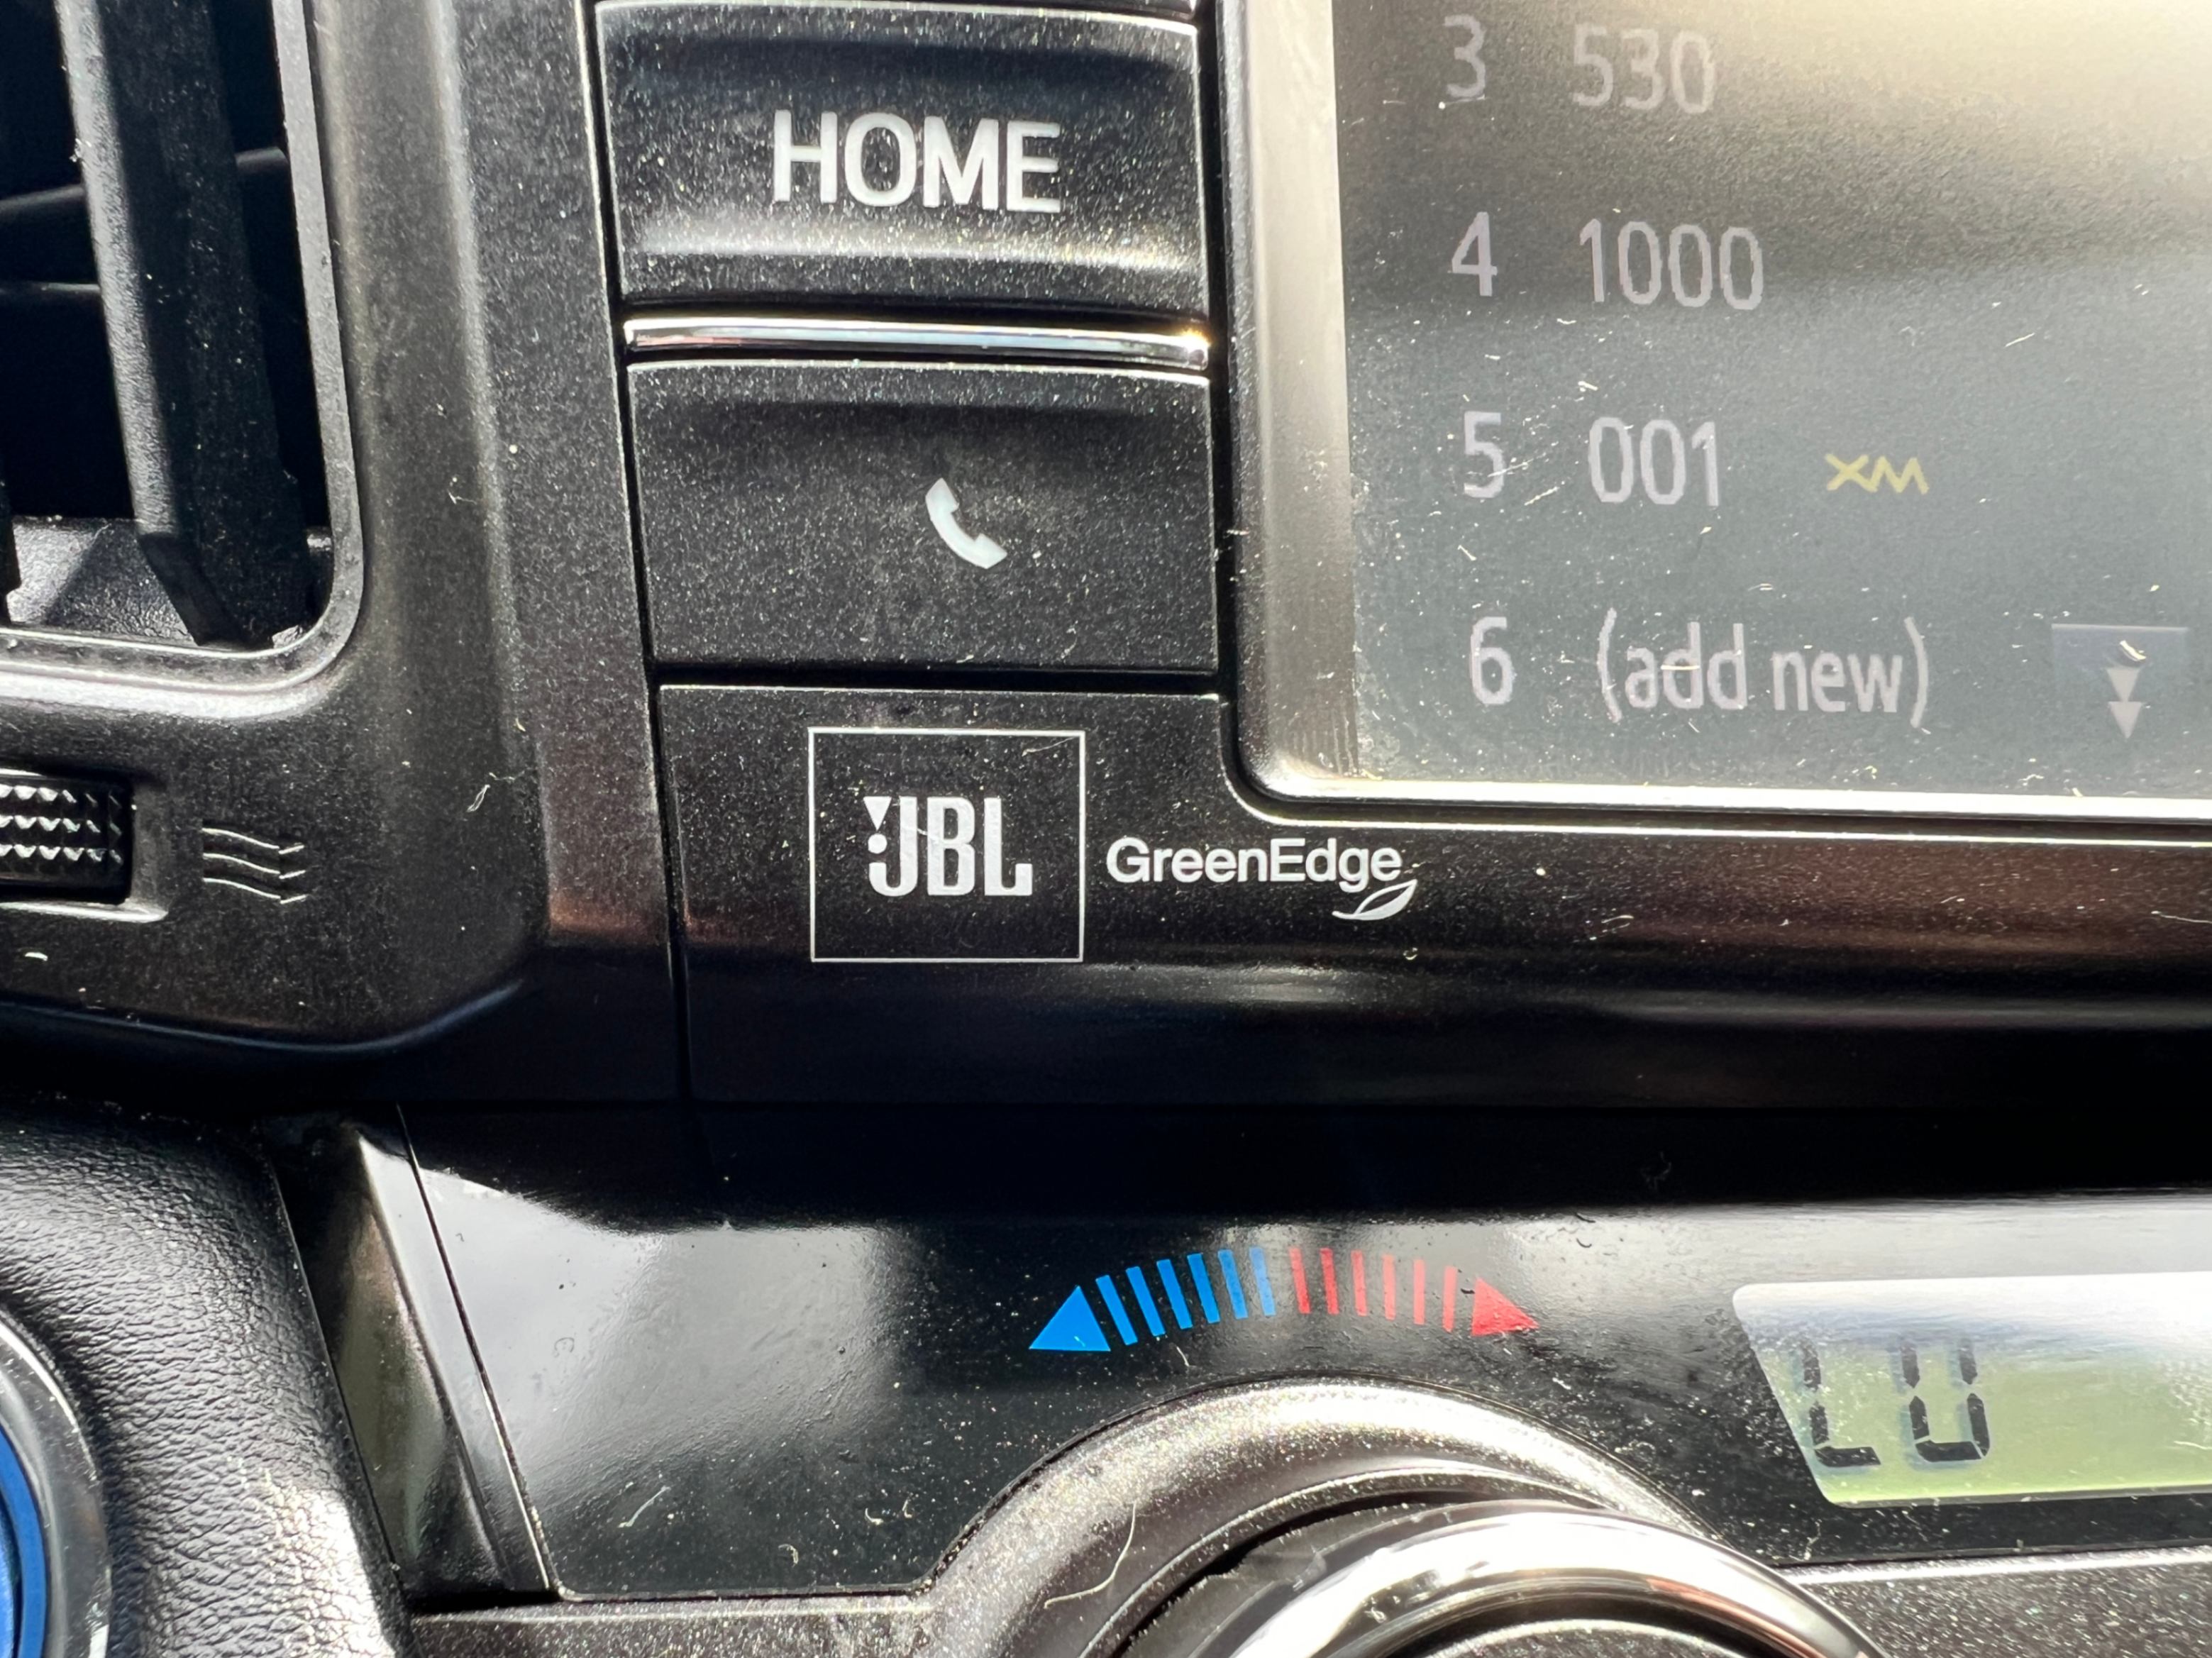 HOME
3 530
4 1000
5 001 XM
6 (add new)
JBL GreenEdge
LO